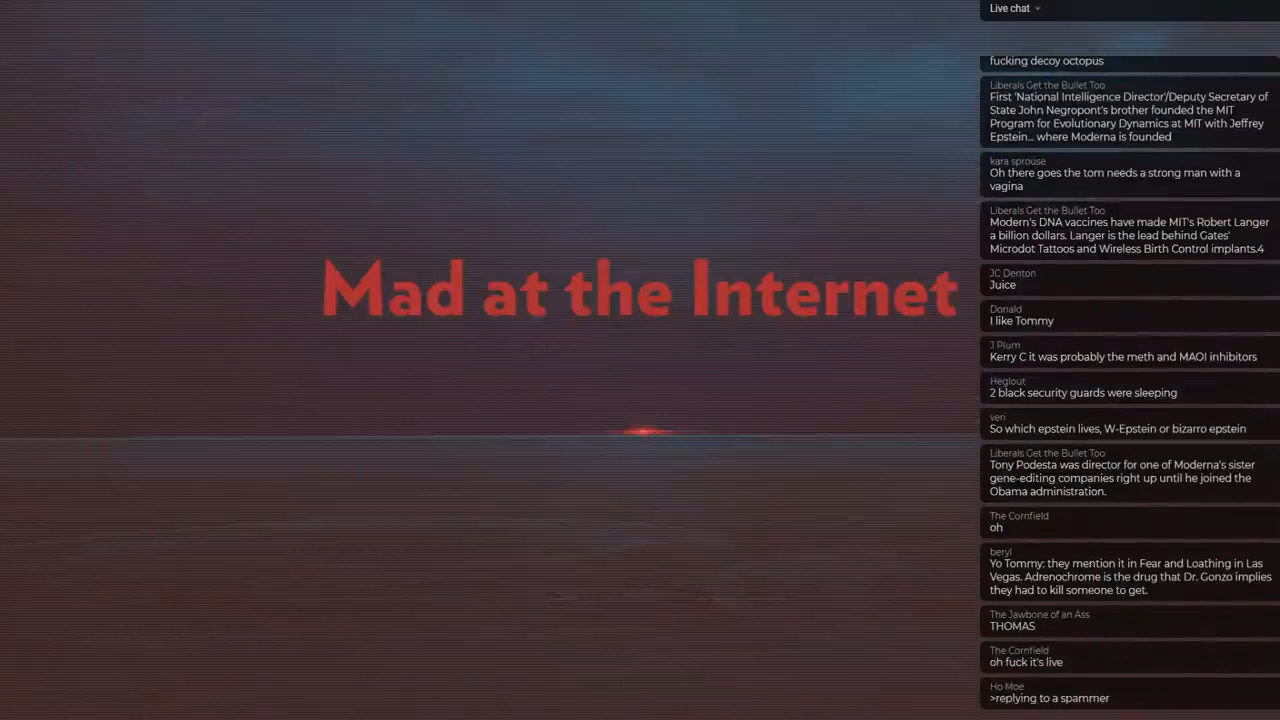 Live chat
fucking decoy octopus
Liberals Get the Bullet Too
First 'National Intelligence Director'/Deputy Secretary of
State John Negropont's brother founded the MIT
Program for Evolutionary Dynamics at MIT with Jeffrey
Epstein... where Moderna is founded
kara sprouse
Oh there goes the tom needs a strong man with a
vagina
Liberals Get the Bullet Too
Modern's DNA vaccines have made MIT's Robert Langer
a billion dollars. Langer is the lead behind Gates'
Microdot Tattoos and Wireless Birth Control implants.4
Mad at the Internet
JC Denton
Juice
Donald
I like Tommy
J Plum
Kerry C it was probably the meth and MAOI inhibitors
Heglout
2 black security guards were sleeping
veri
So which epstein lives, W-Epstein or bizarro epstein
Liberals Get the Bullet Too
Tony Podesta was director for one of Moderna's sister
gene-editing companies right up until he joined the
Obama administration.
The Cornfield
oh
beryl
Yo Tommy: they mention it in Fear and Loathing in Las
Vegas. Adrenochrome is the drug that Dr. Gonzo implies
they had to kill someone to get.
The Jawbone of an Ass
THOMAS
The Cornfield
oh fuck it's live
Ho Moe
>replying to a spammer